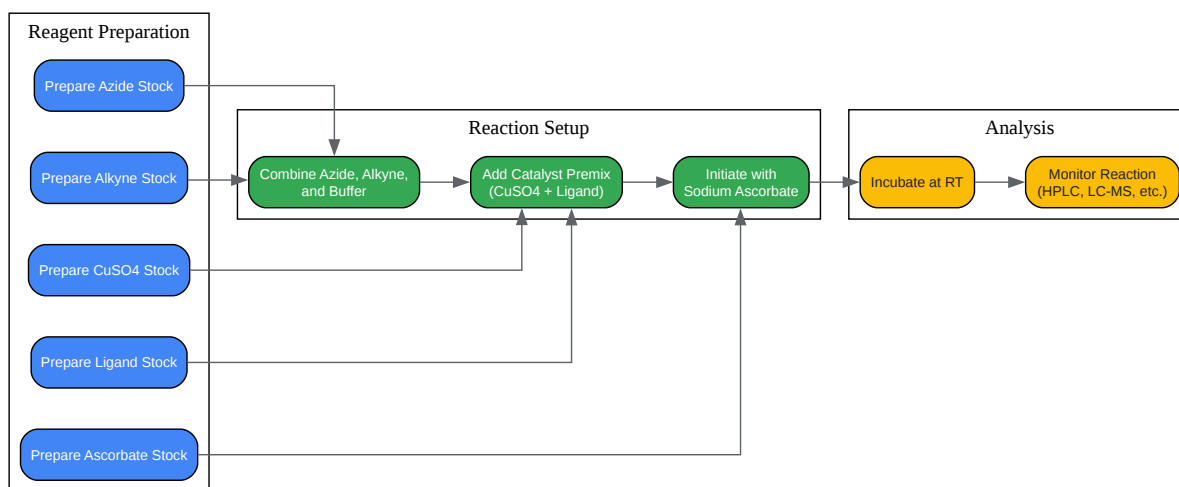 Reagent Preparation
Prepare Azide Stock
Prepare Alkyne Stock
Prepare CuSO4 Stock
Prepare Ligand Stock
Prepare Ascorbate Stock
Reaction Setup
Combine Azide, Alkyne,
and Buffer
Add Catalyst Premix
(CuSO4 + Ligand)
Initiate with
Sodium Ascorbate
Analysis
Incubate at RT
Monitor Reaction
(HPLC, LC-MS, etc.)